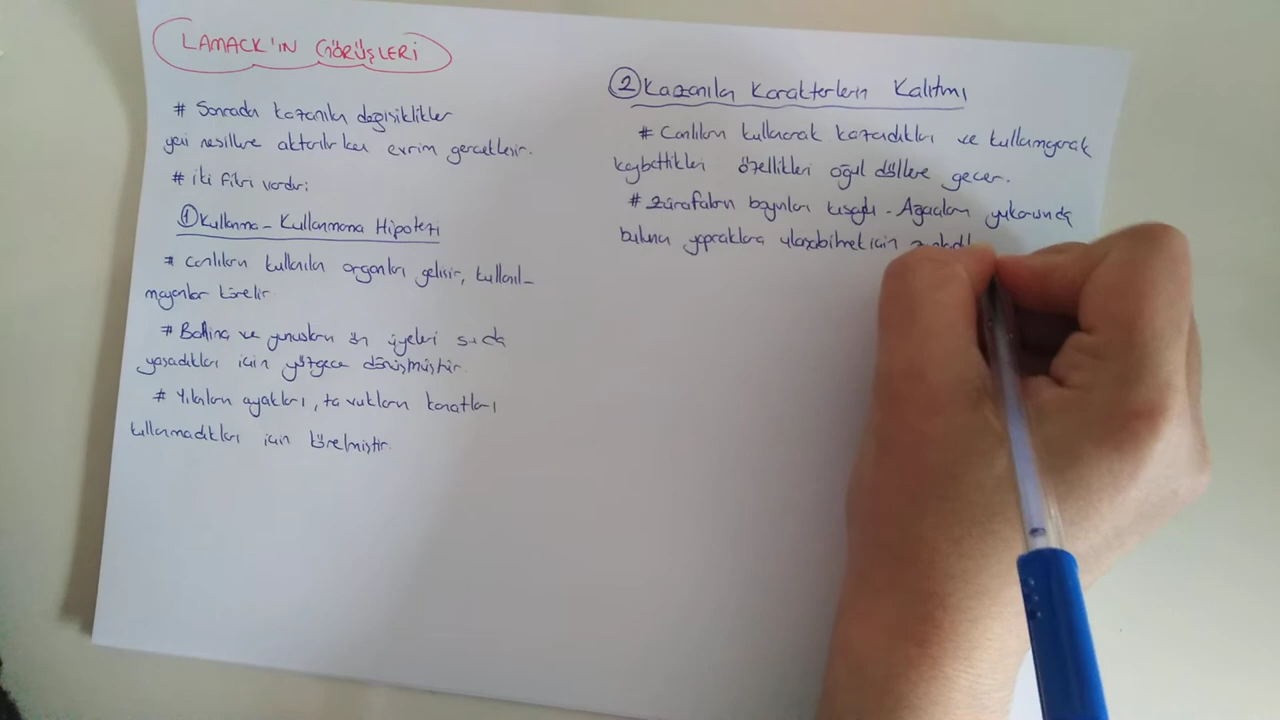 LAMACK'IN GÖRÜŞLERİ
# Sonradan kazanılan değişiklikler
yeni nesillere aktarılırken evrim gerçekleşir.
# iki fikri vardır:
① Kullanma - Kullanmama Hipotezi
# Canlıların kullanılan organları gelişir, kullanıl-
mayanlar körelir
# Balina ve yunusların ön üyeleri suda
yaşadıkları için yüzgece dönüşmüştür.
# Yılanların ayakları, tavukların kanatları
kullanmadıkları için körelmiştir.
② Kazanılan Karakterlerin Kalıtımı
# Canlıların kullanarak kazandıkları ve kullanmayarak
kaybettikleri özellikleri oğul döllere geçer.
# Zürafaların boyunları kısaydı. Ağaçların yukarısında
bulunan yapraklara ulaşabilmek için